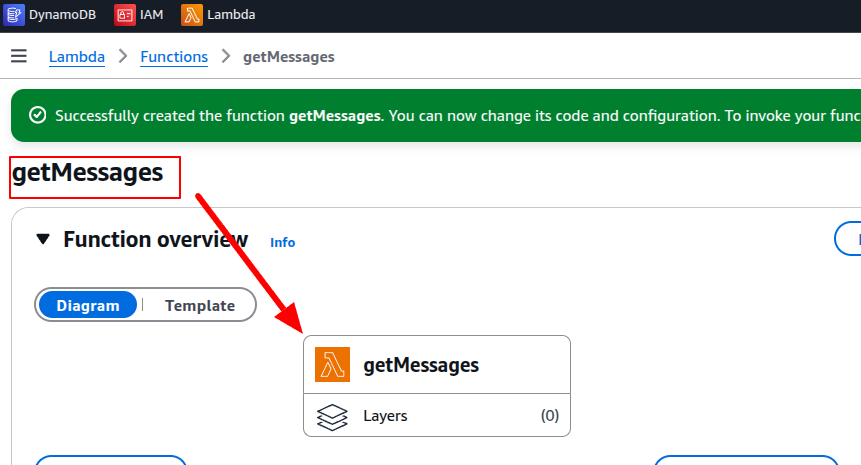 DynamoDB IAM Lambda
Lambda Functions getMessages
Successfully created the function getMessages. You can now change its code and configuration. To invoke your func
getMessages
Function overview Info
Diagram Template
getMessages
Layers (0)